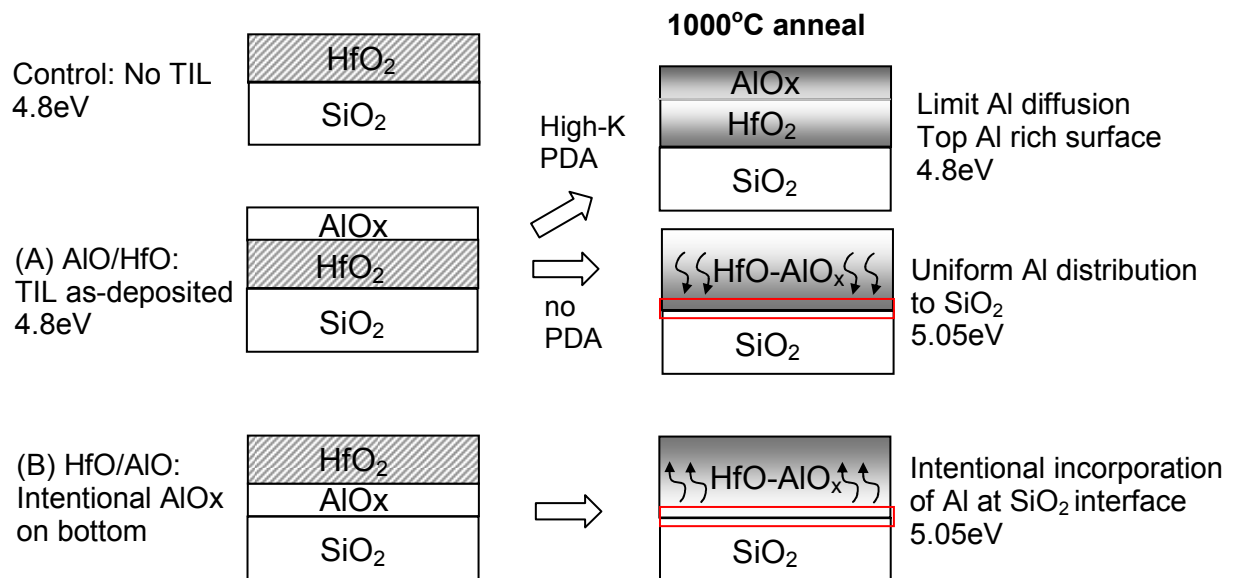 1000°C anneal
Control: No TIL
4.8eV
HfO₂
SiO₂
High-K
PDA
AlOx
HfO₂
SiO₂
Limit Al diffusion
Top Al rich surface
4.8eV
(A) AlO/HfO:
TIL as-deposited
4.8eV
AlOx
HfO₂
SiO₂
no
PDA
HfO-AlOₓ
SiO₂
Uniform Al distribution
to SiO₂
5.05eV
(B) HfO/AlO:
Intentional AlOx
on bottom
HfO₂
AlOx
SiO₂
HfO-AlOₓ
SiO₂
Intentional incorporation
of Al at SiO₂ interface
5.05eV